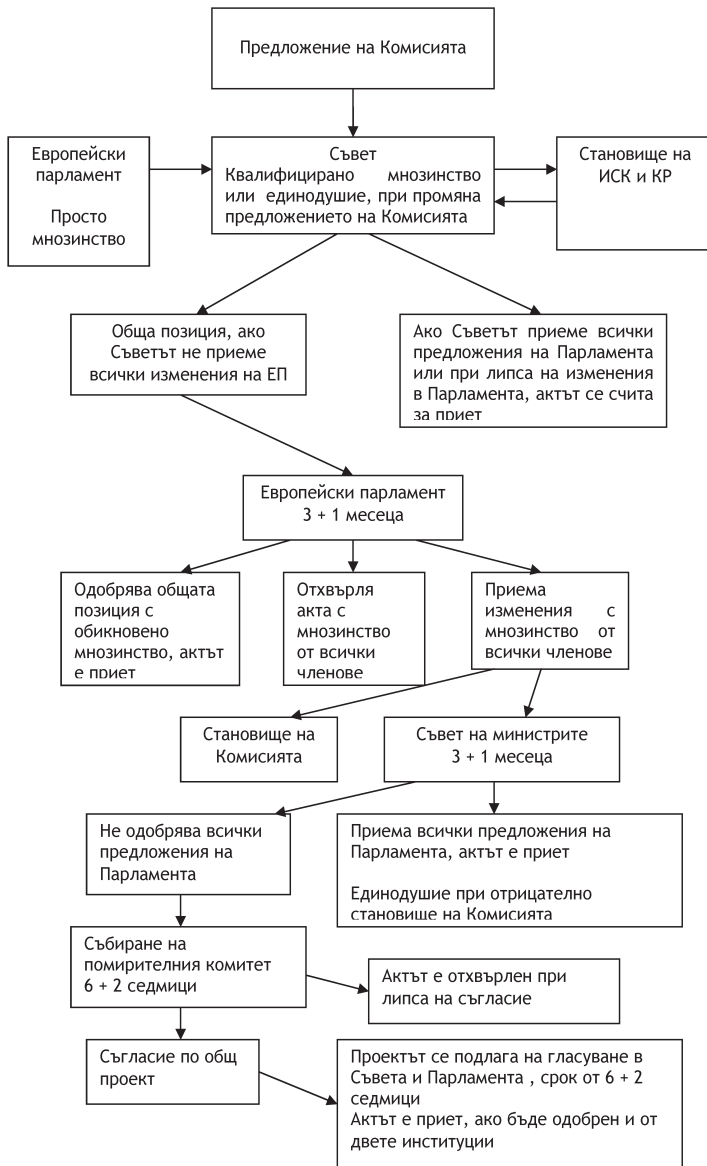 Предложение на Комисията
Европейски
парламент
Просто
мнозинство
Съвет
Квалифицирано мнозинство
или единодушие, при промяна
предложението на Комисията
Становище на
ИСК и КР
Обща позиция, ако
Съветът не приеме
всички изменения на ЕП
Ако Съветът приеме всички
предложения на Парламента
или при липса на изменения
в Парламента, актът се счита
за приет
Европейски парламент
3 + 1 месеца
Одобрява общата
позиция с
обикновено
мнозинство, актът
е приет
Отхвърля
акта с
мнозинство
от всички
членове
Приема
изменения с
мнозинство от
всички членове
Становище на
Комисията
Съвет на министрите
3 + 1 месеца
Не одобрява всички
предложения на
Парламента
Приема всички предложения на
Парламента, актът е приет
Единодушие при отрицателно
становище на Комисията
Събиране на
помирителния комитет
6 + 2 седмици
Актът е отхвърлен при
липса на съгласие
Съгласие по общ
проект
Проектът се подлага на гласуване в
Съвета и Парламента , срок от 6 + 2
седмици
Актът е приет, ако бъде одобрен и от
двете институции